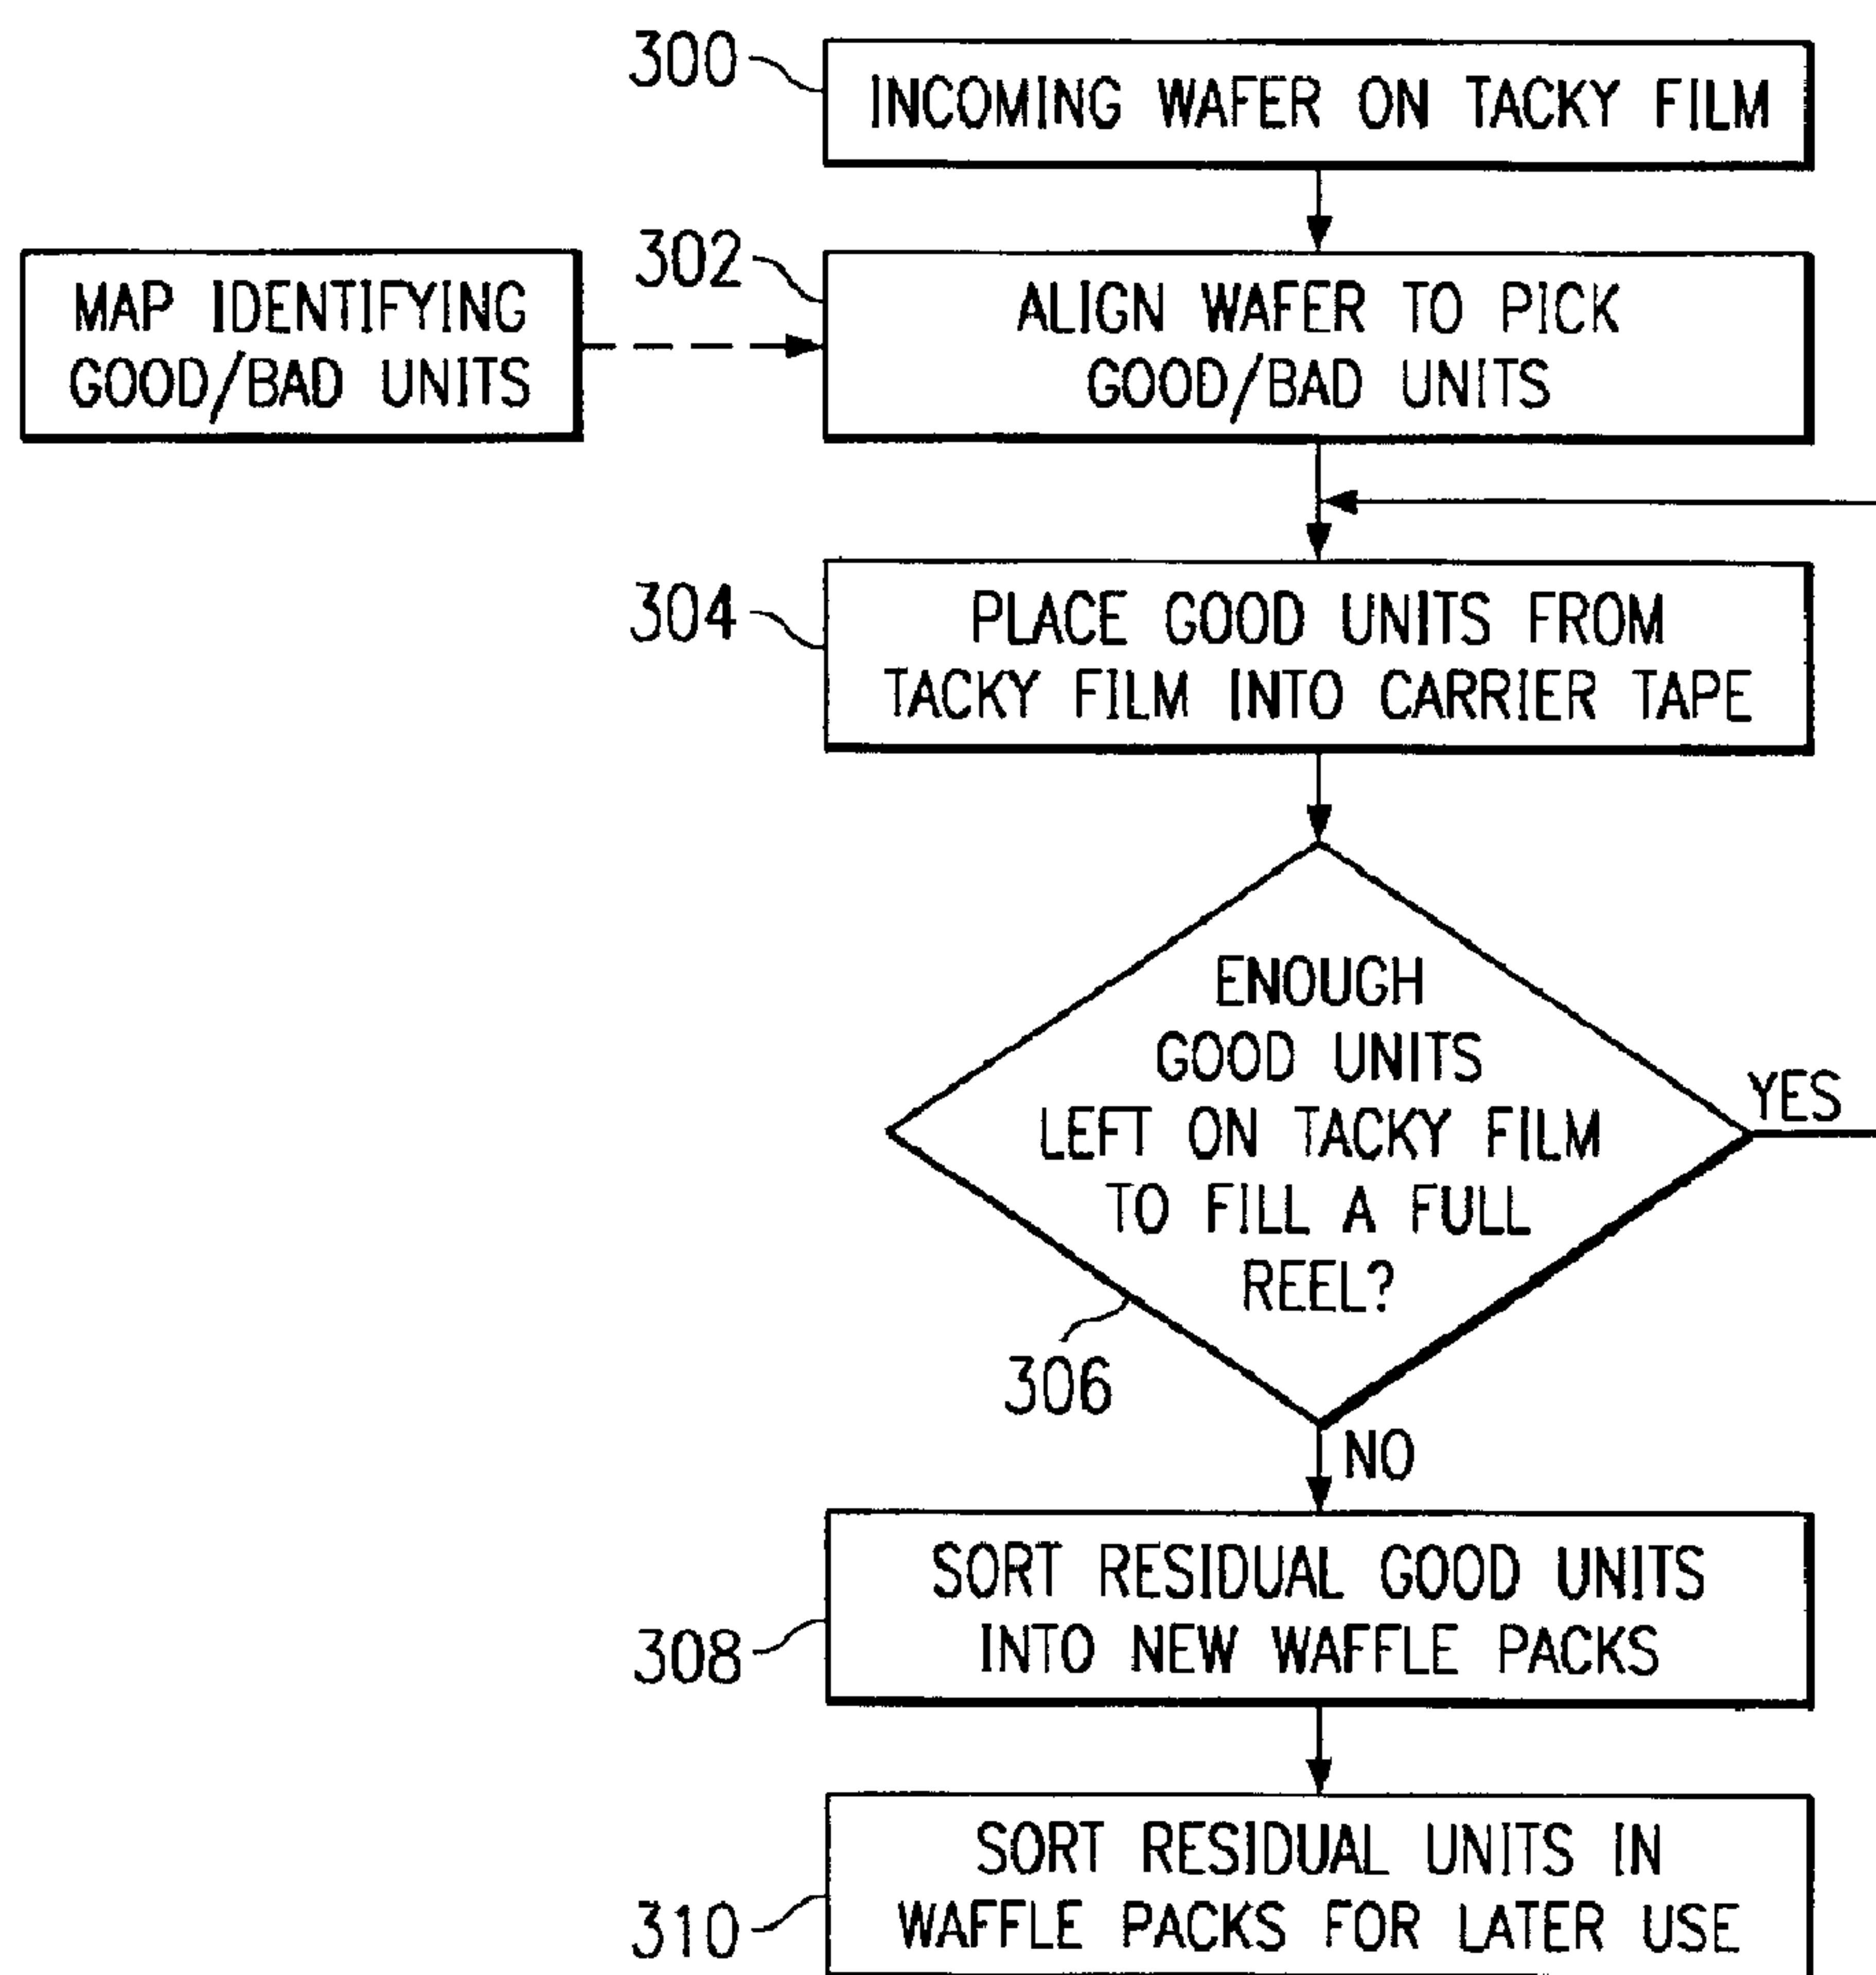 300
INCOMING WAFER ON TACKY FILM
MAP IDENTIFYING
GOOD/BAD UNITS
302
ALIGN WAFER TO PICK
GOOD/BAD UNITS
304
PLACE GOOD UNITS FROM
TACKY FILM INTO CARRIER TAPE
ENOUGH
GOOD UNITS
LEFT ON TACKY FILM
TO FILL A FULL
REEL?
YES
306
NO
308
SORT RESIDUAL GOOD UNITS
INTO NEW WAFFLE PACKS
310
SORT RESIDUAL UNITS IN
WAFFLE PACKS FOR LATER USE